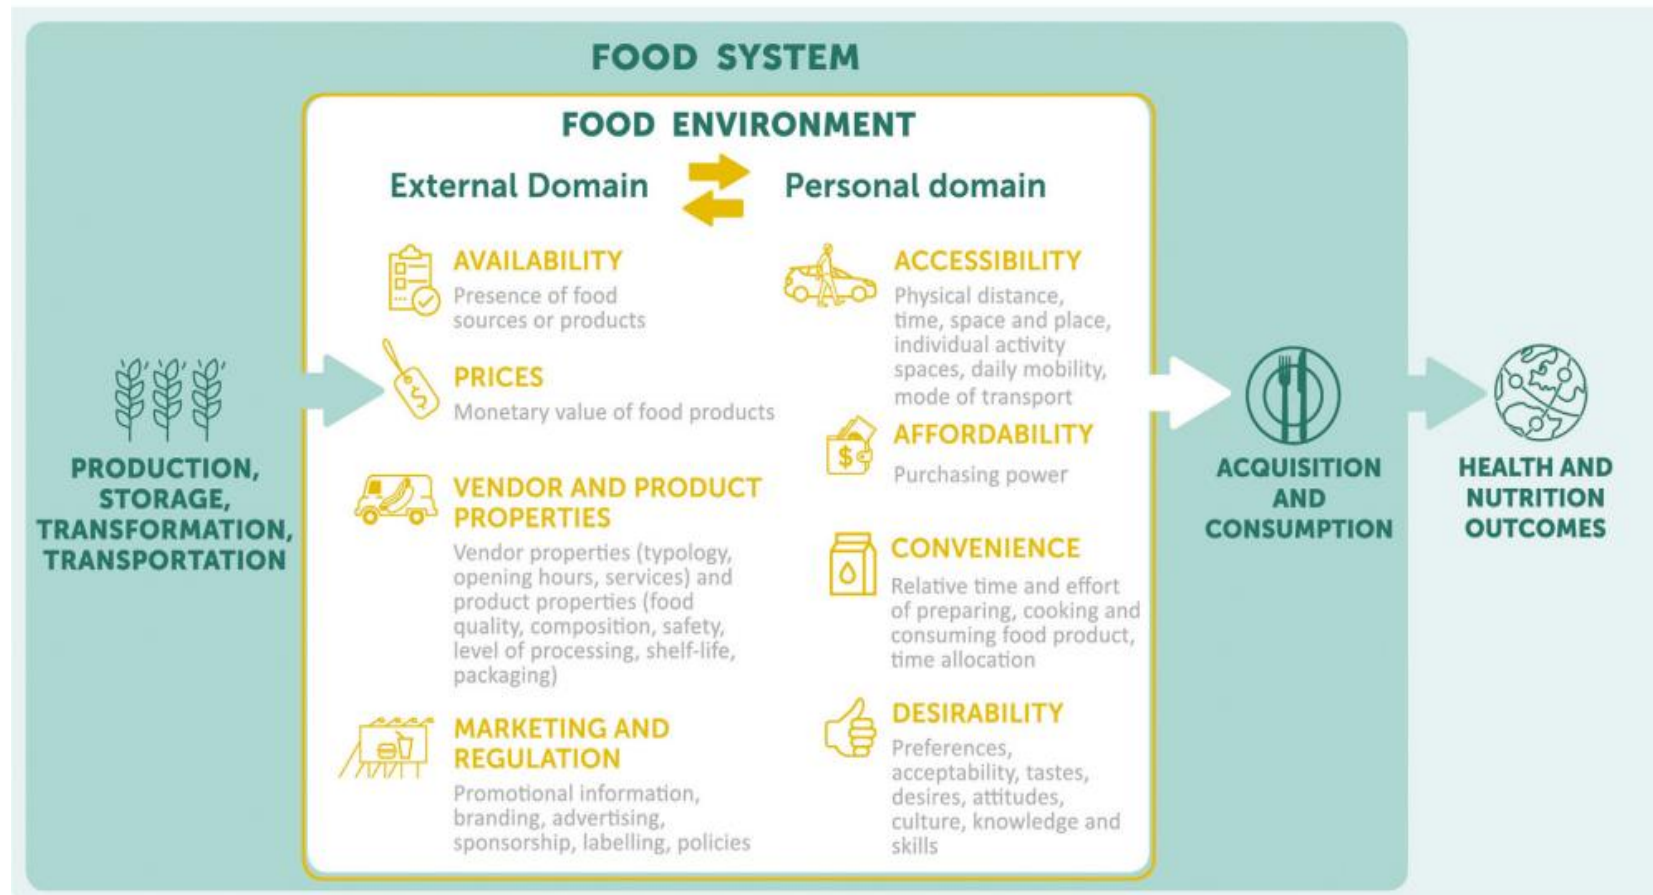 FOOD SYSTEM
FOOD ENVIRONMENT
External Domain
Personal domain
PRODUCTION,
STORAGE,
TRANSFORMATION,
TRANSPORTATION
AVAILABILITY
Presence of food
sources or products
PRICES
Monetary value of food products
VENDOR AND PRODUCT
PROPERTIES
Vendor properties (typology,
opening hours, services) and
product properties (food
quality, composition, safety,
level of processing, shelf-life,
packaging)
MARKETING AND
REGULATION
Promotional information,
branding, advertising,
sponsorship, labelling, policies
ACCESSIBILITY
Physical distance,
time, space and place,
individual activity
spaces, daily mobility,
mode of transport
$
AFFORDABILITY
Purchasing power
CONVENIENCE
Relative time and effort
of preparing, cooking and
consuming food product,
time allocation
DESIRABILITY
Preferences,
acceptability, tastes,
desires, attitudes,
culture, knowledge and
skills
ACQUISITION
AND
CONSUMPTION
HEALTH AND
NUTRITION
OUTCOMES